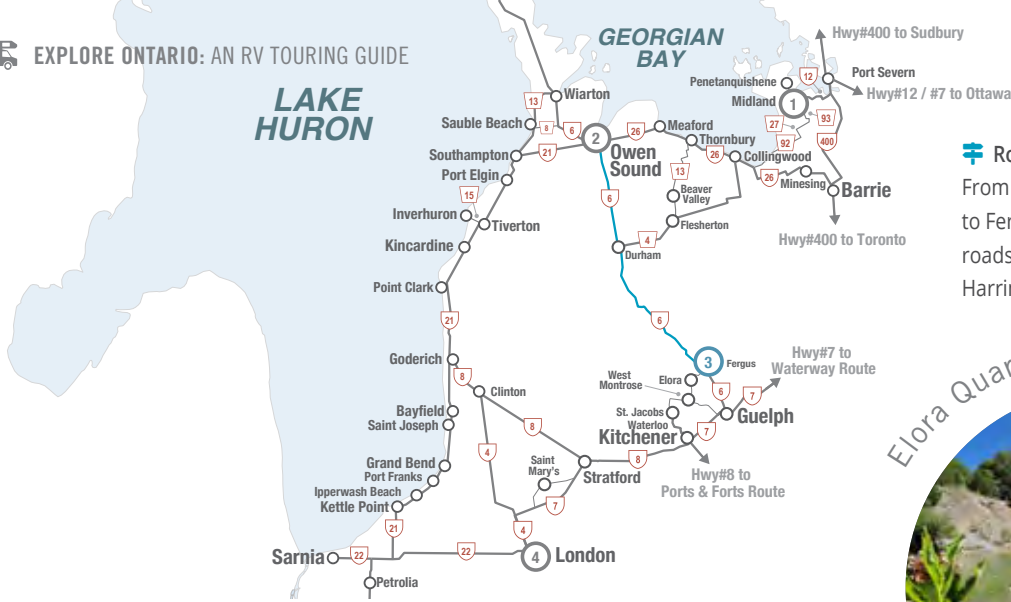 EXPLORE ONTARIO: AN RV TOURING GUIDE
LAKE
HURON
GEORGIAN
BAY
Hwy#400 to Sudbury
Penetanguishene
12
Port Severn
Hwy#12 / #7 to Ottawa
Midland
1
93
27
92
400
Wiarton
13
Sauble Beach
8
6
2
26
Meaford
Thornbury
Owen
Sound
26
Collingwood
Southampton
21
Port Elgin
13
26
Minesing
Barrie
Beaver
Valley
6
15
Inverhuron
Tiverton
Flesherton
4
Hwy#400 to Toronto
Kincardine
Durham
Point Clark
21
6
Goderich
8
3
Fergus
Hwy#7 to
Waterway Route
West
Montrose
Elora
6
7
Clinton
Bayfield
Saint Joseph
St. Jacobs
Waterloo
Kitchener
Guelph
7
8
4
Grand Bend
Port Franks
Saint
Mary's
Stratford
8
Hwy#8 to
Ports & Forts Route
Ipperwash Beach
Kettle Point
7
21
4
Sarnia
22
22
4
London
Petrolia
From
to Fer
roads
Harrin
Elora Quar